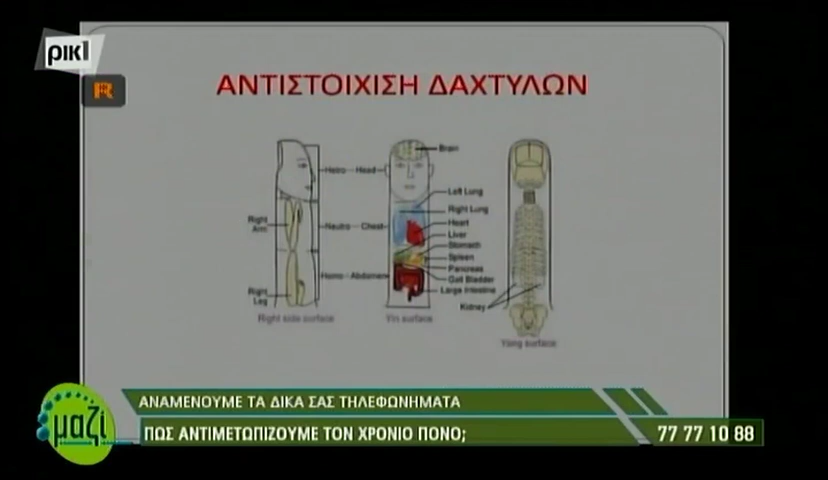 ρικ1
R
ΑΝΤΙΣΤΟΙΧΙΣΗ ΔΑΧΤΥΛΩΝ
Brain
Hetro
Head
Left Lung
Right Lung
Right Arm
Neutro
Chest
Heart
Liver
Stomach
Spleen
Pancreas
Homo
Abdomen
Gall Bladder
Large Intestine
Right Leg
Kidney
Right side surface
Yin surface
Yang surface
μαζί
ΑΝΑΜΕΝΟΥΜΕ ΤΑ ΔΙΚΑ ΣΑΣ ΤΗΛΕΦΩΝΗΜΑΤΑ
ΠΩΣ ΑΝΤΙΜΕΤΩΠΙΖΟΥΜΕ ΤΟΝ ΧΡΟΝΙΟ ΠΟΝΟ;
77 77 10 88